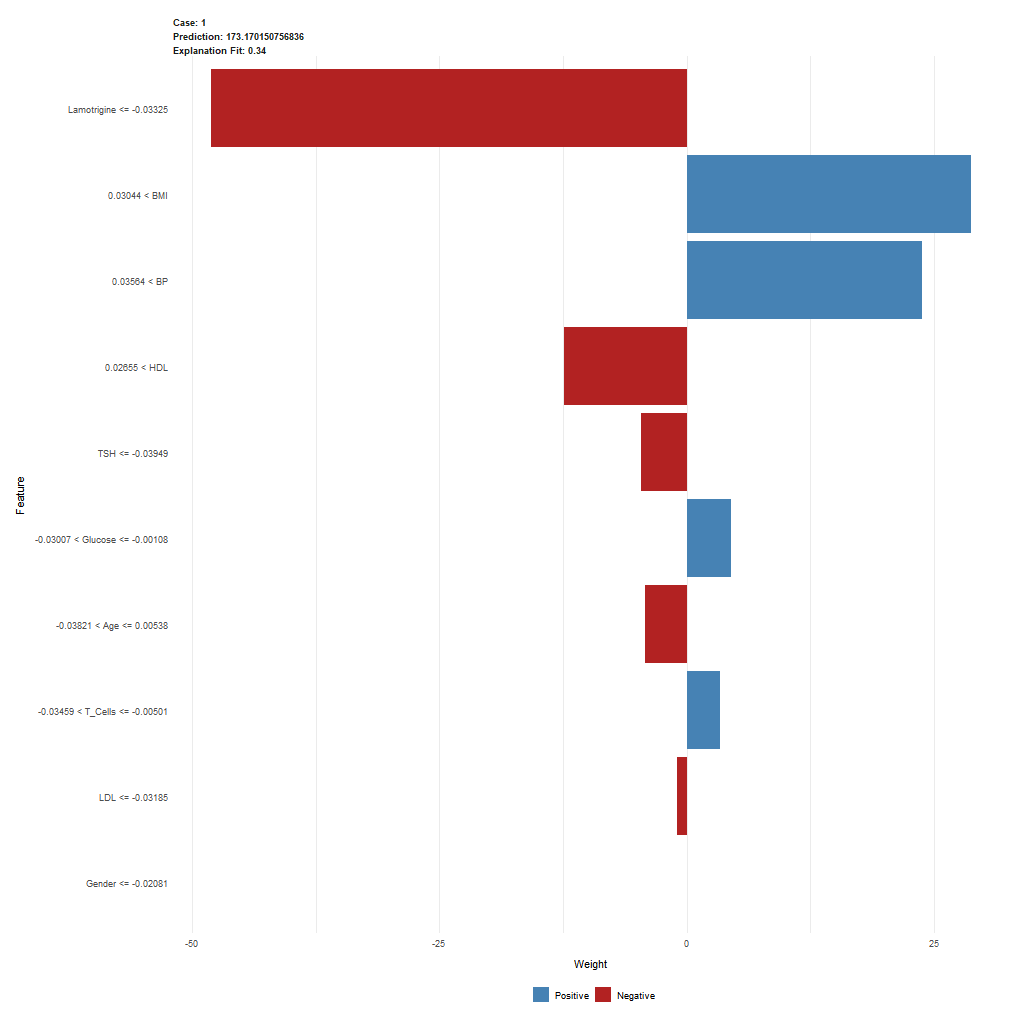 Case: 1
Prediction: 173.170150756836
Explanation Fit: 0.34
Lamotrigine <= -0.03325
0.03044 < BMI
0.03564 < BP
0.02655 < HDL
TSH <= -0.03949
-0.03007 < Glucose <= -0.00108
-0.03821 < Age <= 0.00538
-0.03459 < T_Cells <= -0.00501
LDL <= -0.03185
Gender <= -0.02081
Feature
-50
-25
0
25
Weight
Positive
Negative